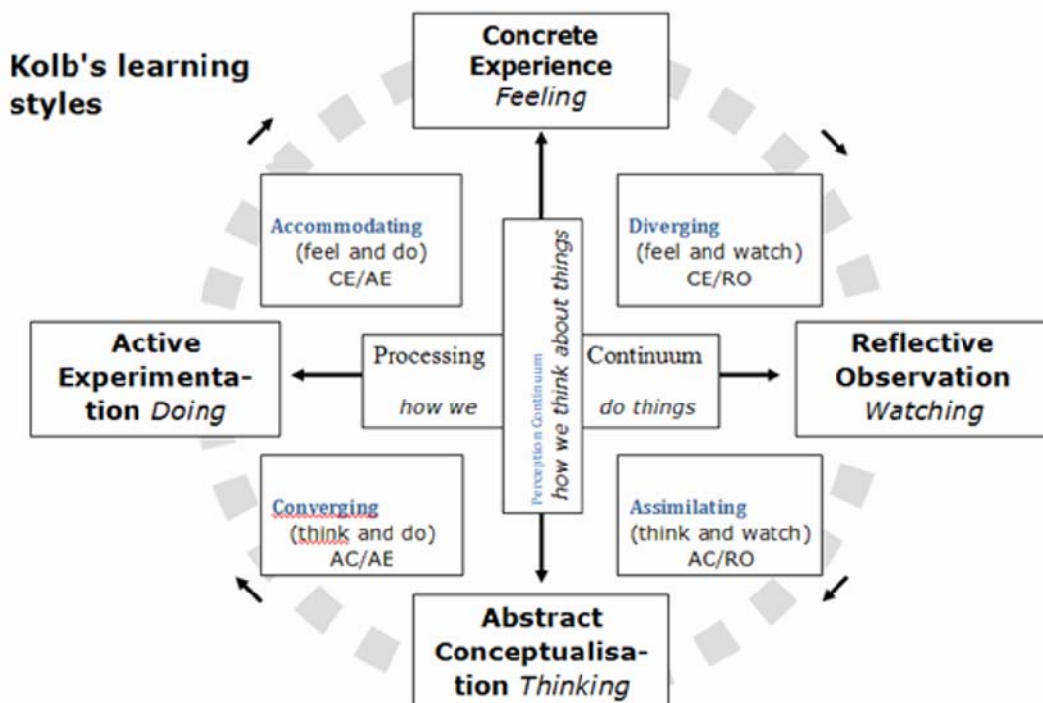 Kolb's learning
styles
Concrete
Experience
Feeling
Accommodating
(feel and do)
CE/AE
Diverging
(feel and watch)
CE/RO
Active
Experimenta-
tion Doing
Processing
how we
Perception Continuum
how we think about things
Continuum
do things
Reflective
Observation
Watching
Converging
(think and do)
AC/AE
Assimilating
(think and watch)
AC/RO
Abstract
Conceptualisa-
tion Thinking